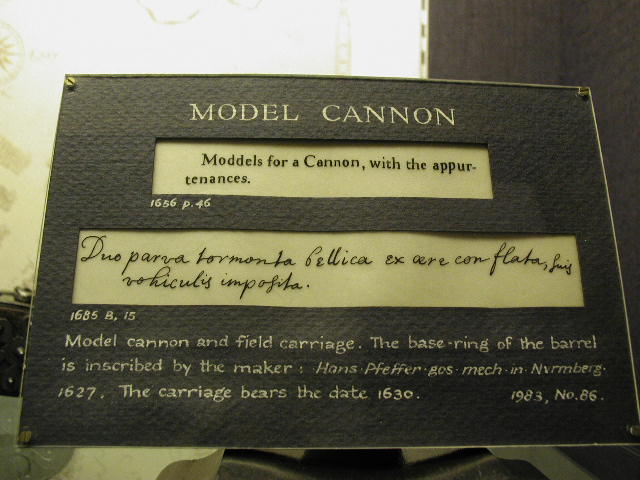 MODEL CANNON
Moddels for a Cannon, with the appur-
tenances.
1656 p. 46
Duo parva tormenta bellica ex ære conflata, suis
vehiculis imposita.
1685 B, 15
Model cannon and field carriage. The base-ring of the barrel
is inscribed by the maker: Hans·Pfeffer·gos·mech·in·Nvrmberg·
1627. The carriage bears the date 1630. 1983, No. 86.